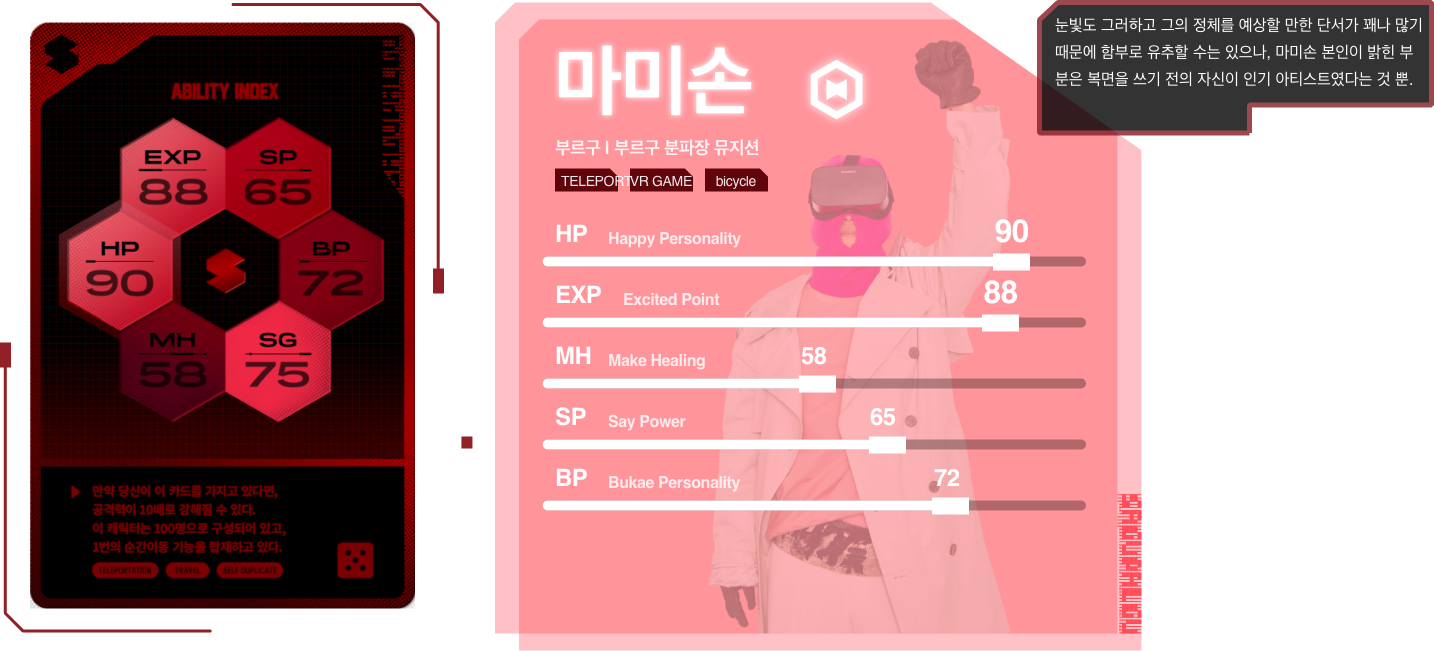 ABILITY INDEX
EXP
88
SP
65
HP
90
BP
72
MH
58
SG
75
만약 당신이 이 카드를 가지고 있다면,
공격력이 10배로 강해질 수 있다.
이 캐릭터는 100명으로 구성되어 있고,
1번의 순간이동 기능을 탑재하고 있다.
TELEPORTATION TRAVEL SELF-DUPLICATE
마미손
부르구 I 부르구 분파장 뮤지션
TELEPORT VR GAME bicycle
HP Happy Personality 90
EXP Excited Point 88
MH Make Healing 58
SP Say Power 65
BP Bukae Personality 72
눈빛도 그러하고 그의 정체를 예상할 만한 단서가 꽤나 많기
때문에 함부로 유추할 수는 있으나, 마미손 본인이 밝힌 부
분은 복면을 쓰기 전의 자신이 인기 아티스트였다는 것 뿐.